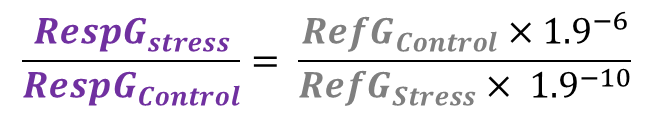 RespG_stress / RespG_Control = RefG_Control × 1.9^−6 / RefG_Stress × 1.9^−10